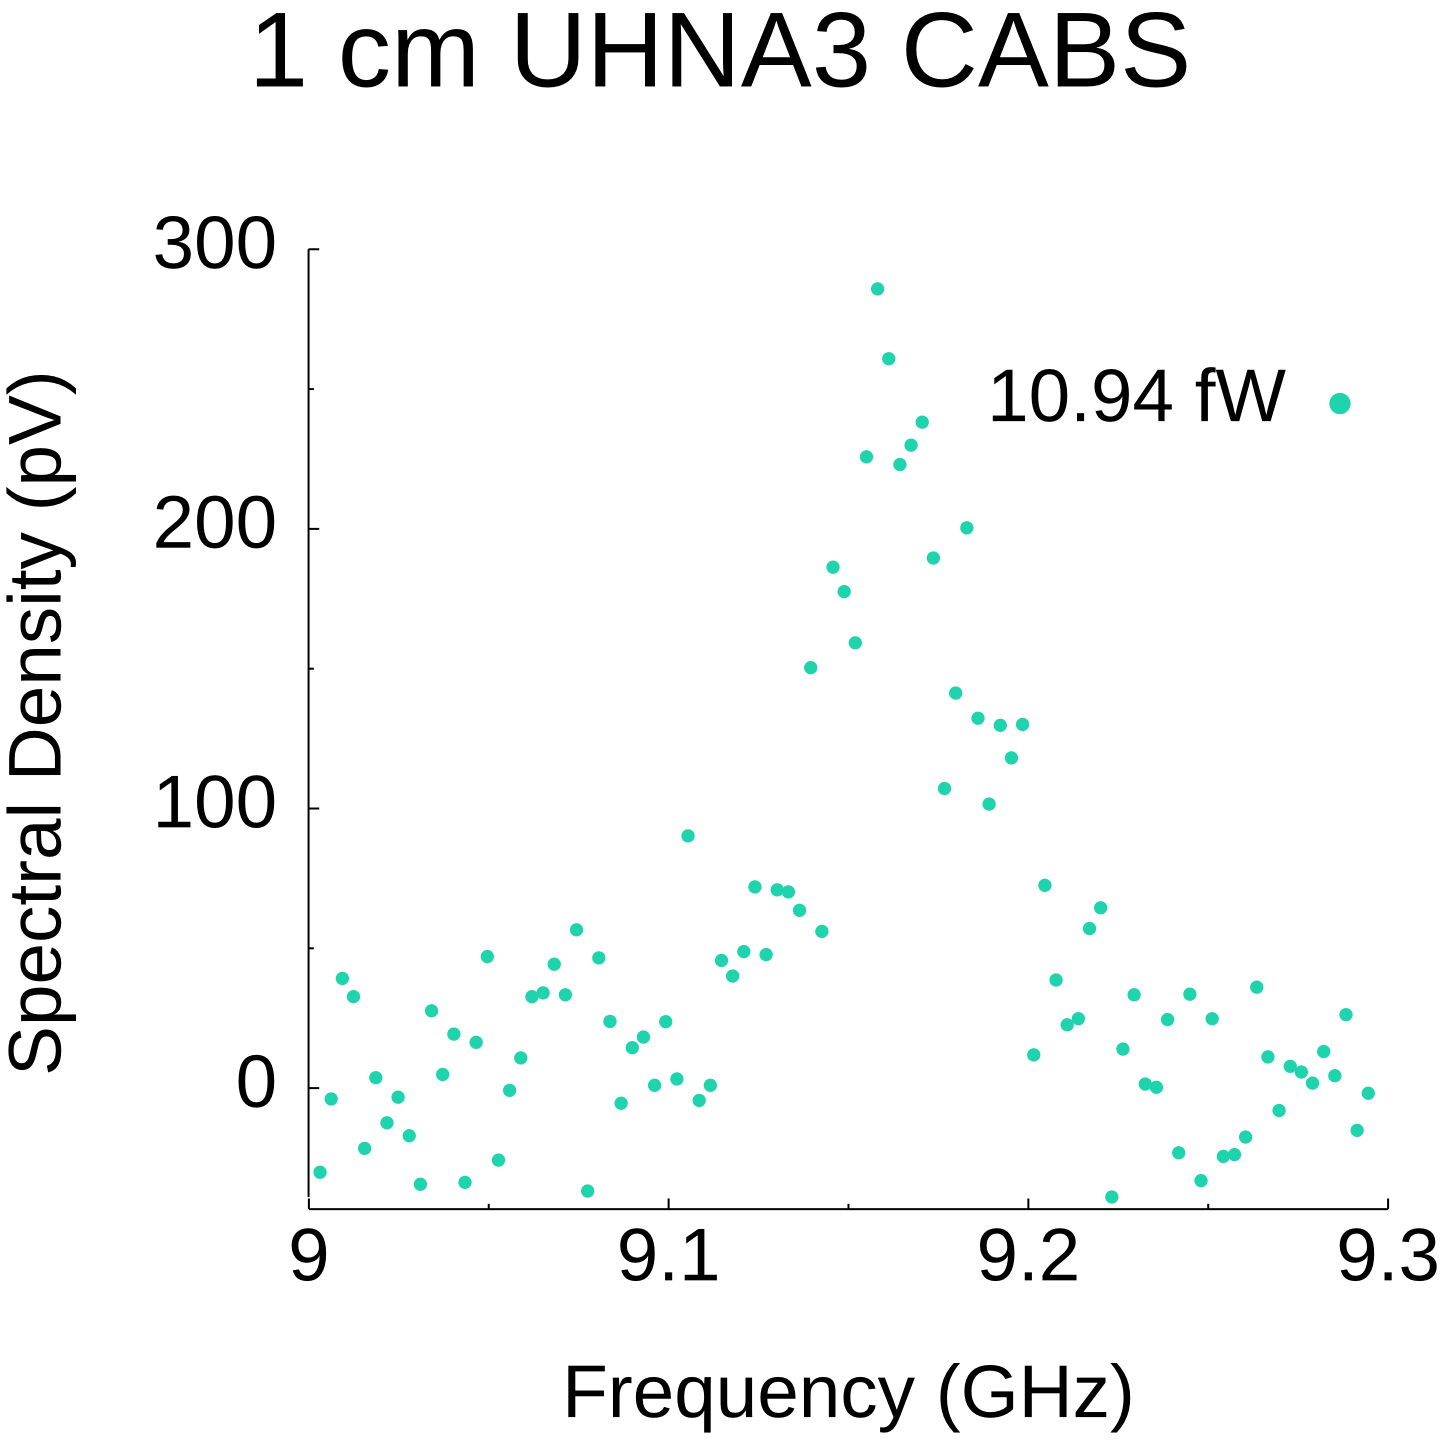 1 cm UHNA3 CABS
300
200
100
0
Spectral Density (pV)
10.94 fW
9
9.1
9.2
9.3
Frequency (GHz)